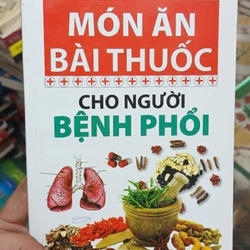 MÓN ĂN
BÀI THUỐC
CHO NGƯỜI
BỆNH PHỔI